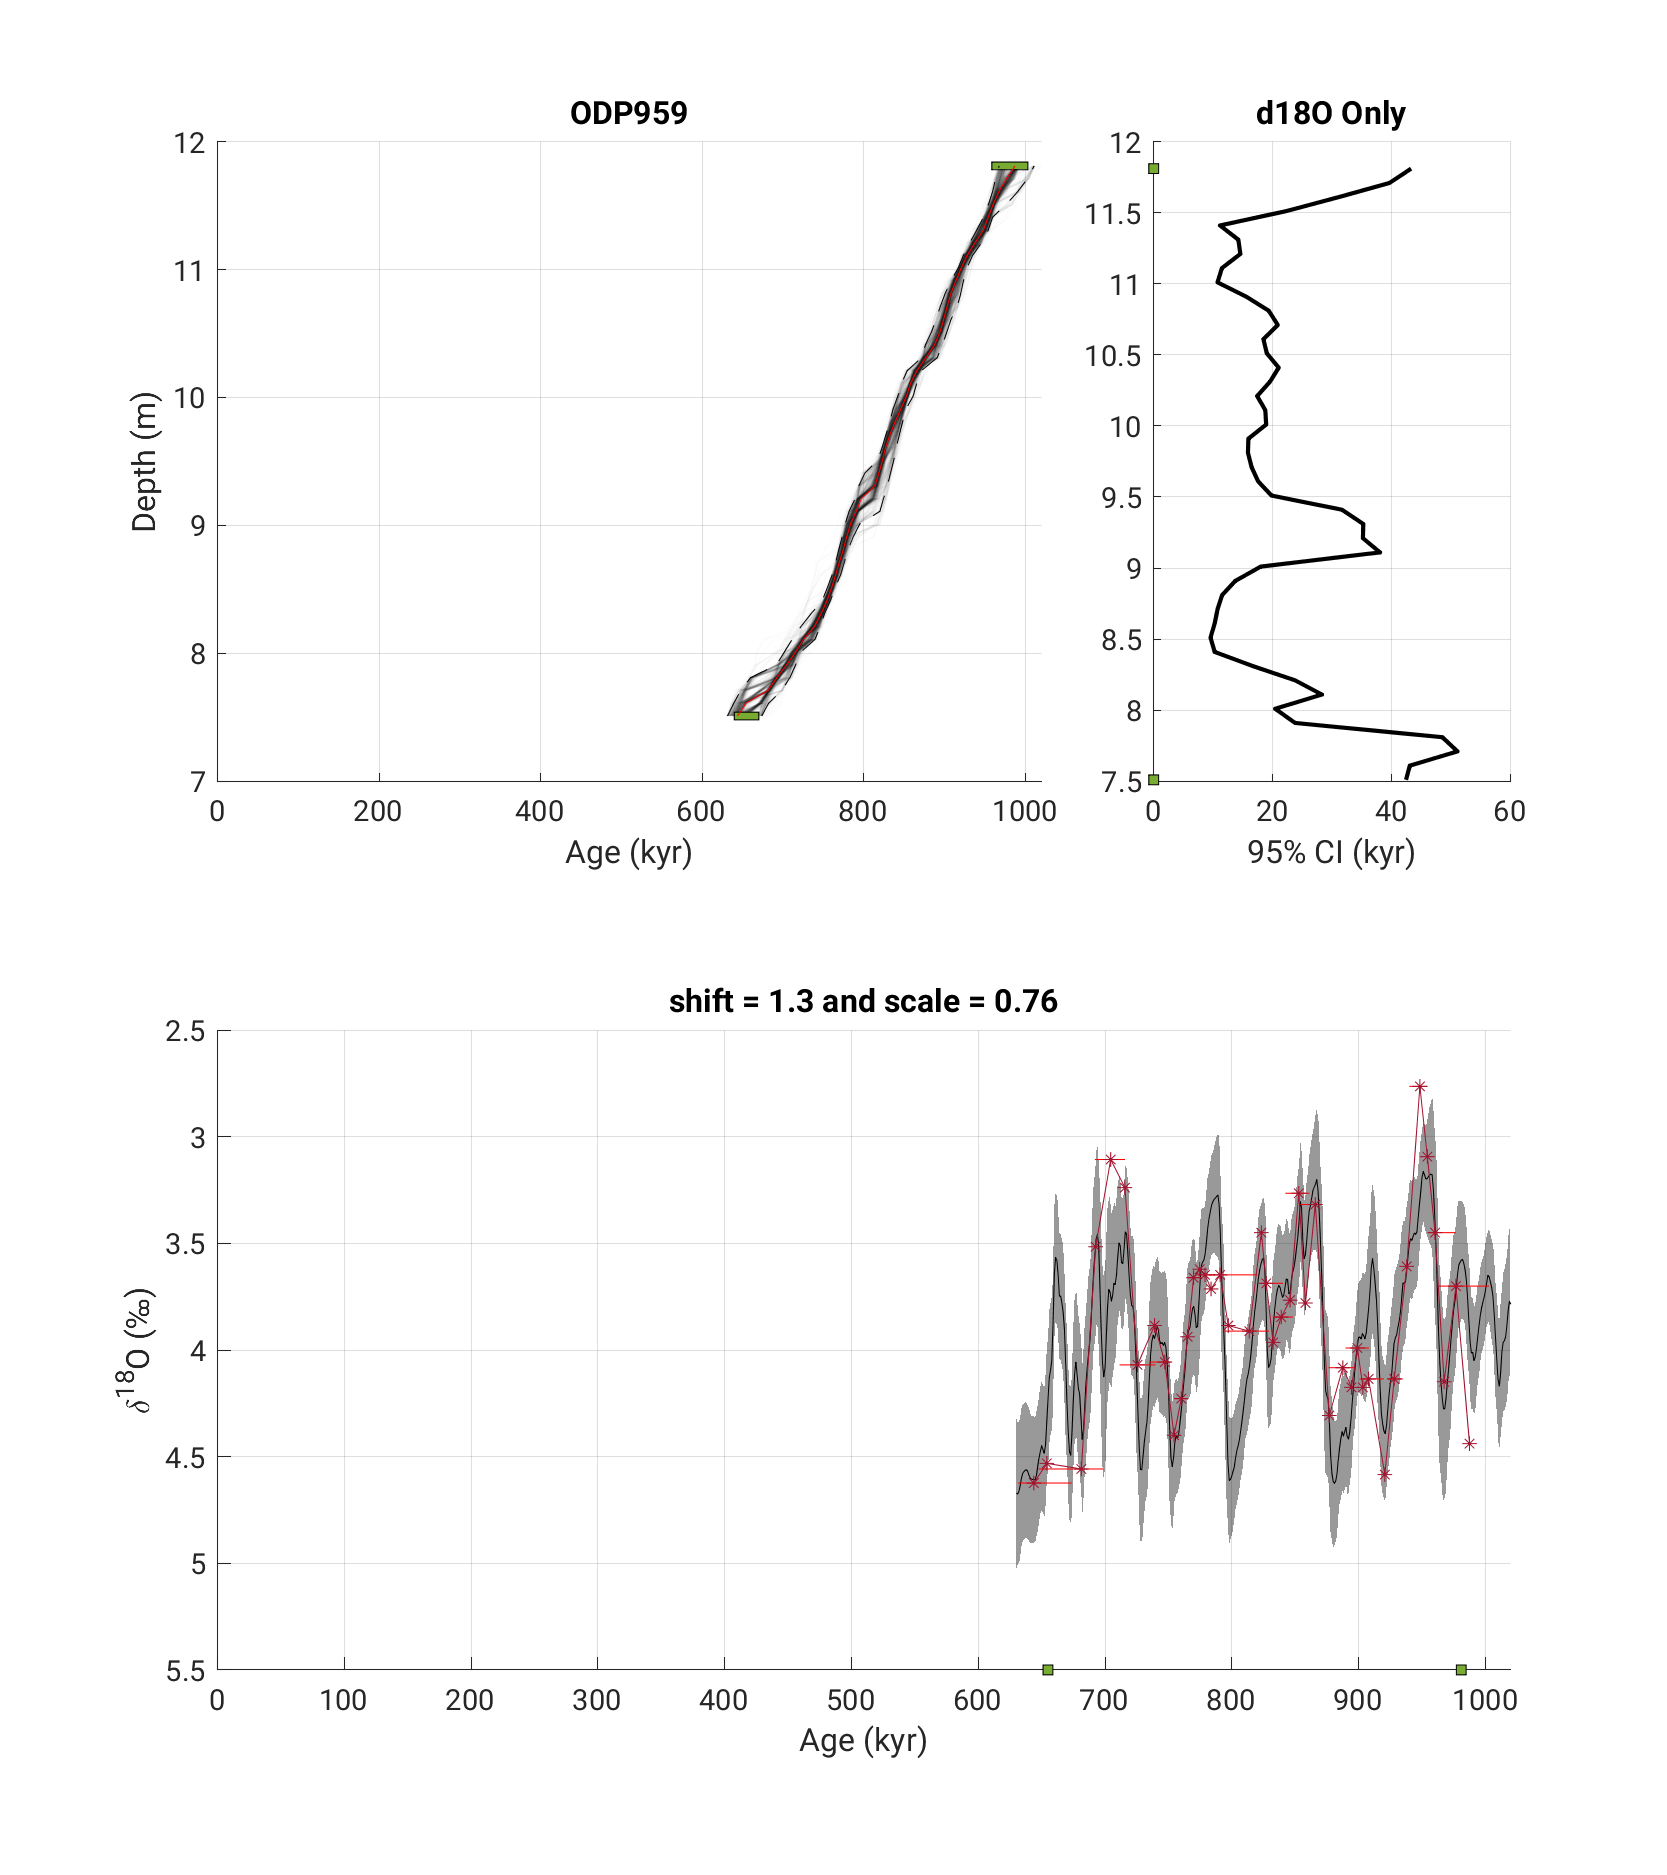 ODP959
12
11
10
9
8
7
Depth (m)
0 200 400 600 800 1000
Age (kyr)
d18O Only
12
11.5
11
10.5
10
9.5
9
8.5
8
7.5
0 20 40 60
95% CI (kyr)
shift = 1.3 and scale = 0.76
2.5
3
3.5
4
4.5
5
5.5
δ18O (‰)
0 100 200 300 400 500 600 700 800 900 1000
Age (kyr)